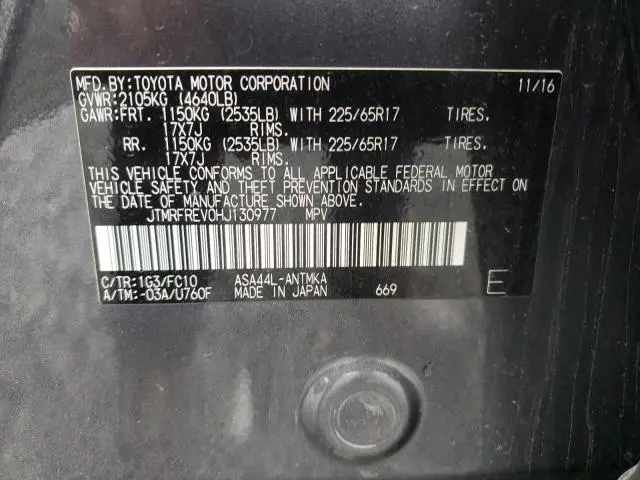 MFD.BY:TOYOTA MOTOR CORPORATION 11/16
GVWR:2105KG (4640LB)
GAWR:FRT. 1150KG (2535LB) WITH 225/65R17 TIRES.
17X7J RIMS.
RR. 1150KG (2535LB) WITH 225/65R17 TIRES.
17X7J RIMS.
THIS VEHICLE CONFORMS TO ALL APPLICABLE FEDERAL MOTOR
VEHICLE SAFETY AND THEFT PREVENTION STANDARDS IN EFFECT ON
THE DATE OF MANUFACTURE SHOWN ABOVE.
JTMRFREV0HJ130977 MPV
C/TR:1G3/FC10 ASA44L-ANTMKA
A/TM:-03A/U760F MADE IN JAPAN 669 E